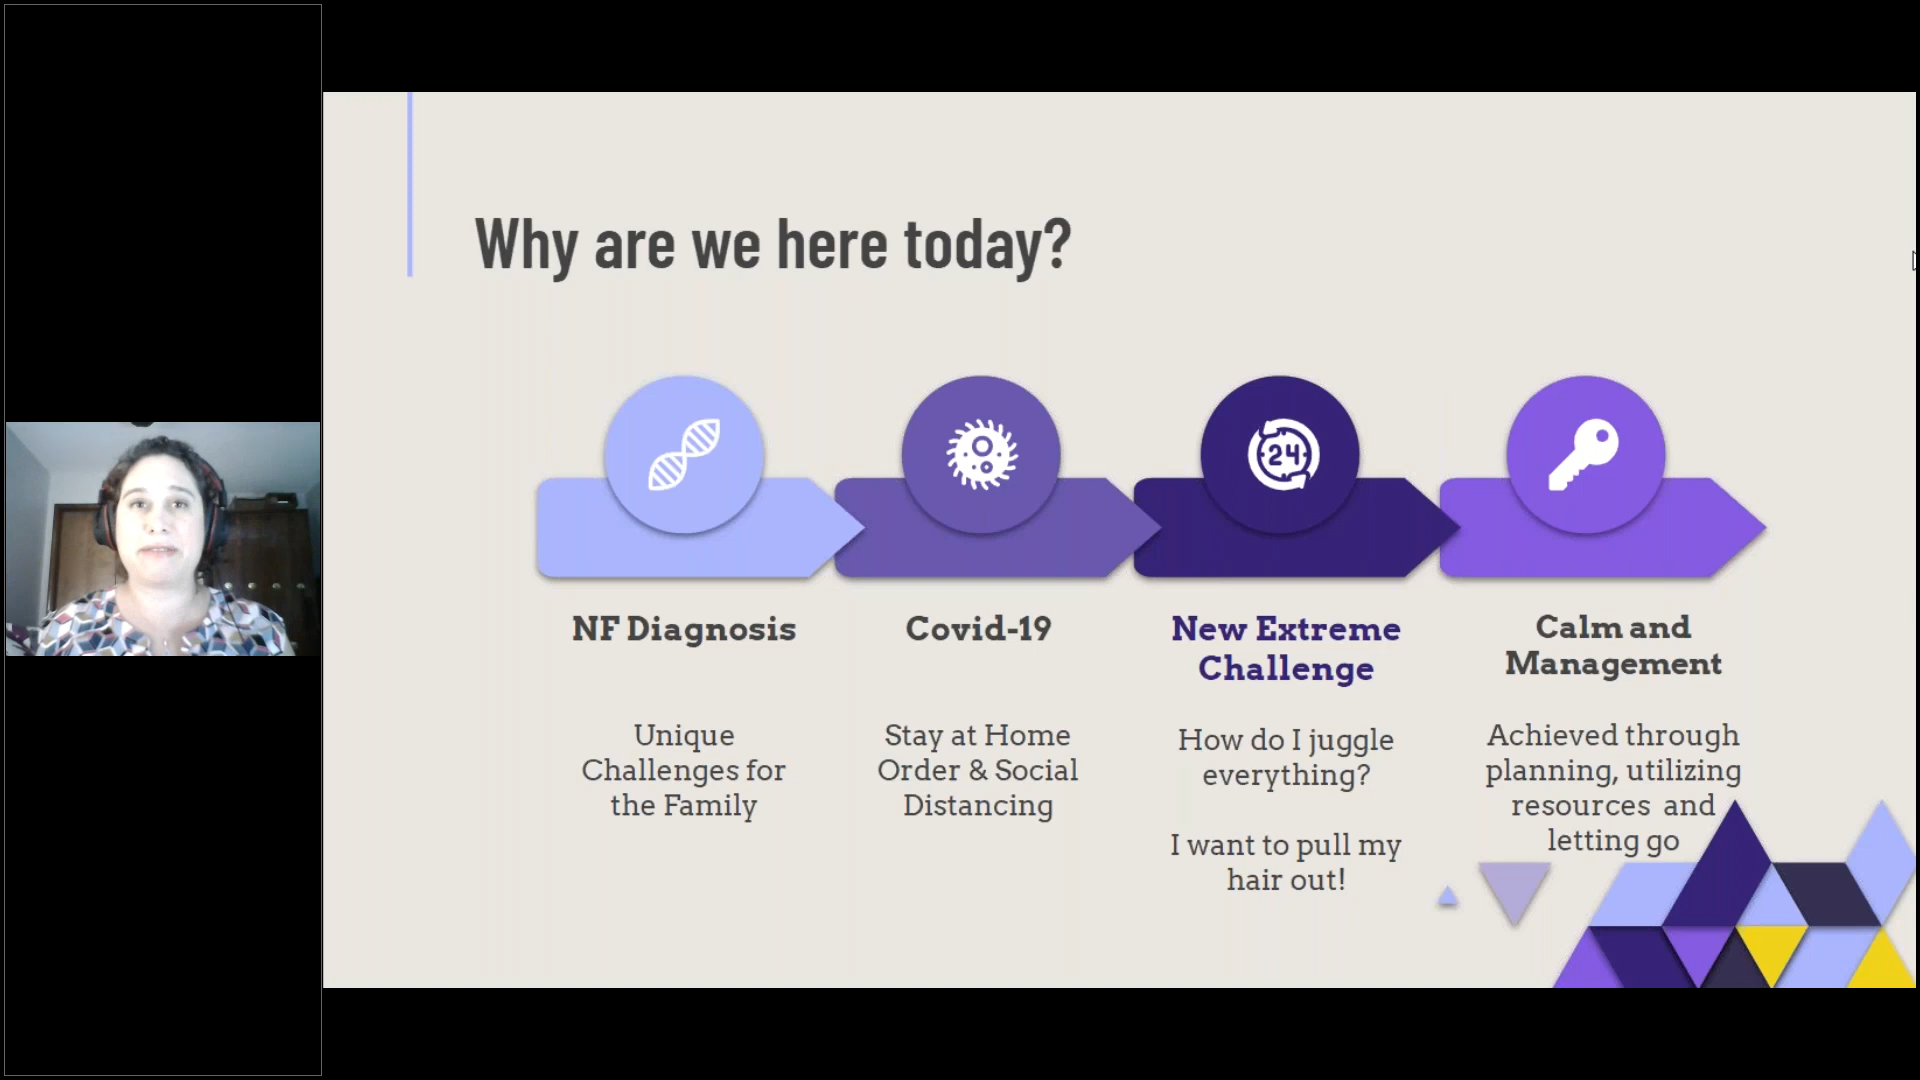 Why are we here today?
24
NF Diagnosis
Unique
Challenges for
the Family
Covid-19
Stay at Home
Order & Social
Distancing
New Extreme
Challenge
How do I juggle
everything?
I want to pull my
hair out!
Calm and
Management
Achieved through
planning, utilizing
resources and
letting go